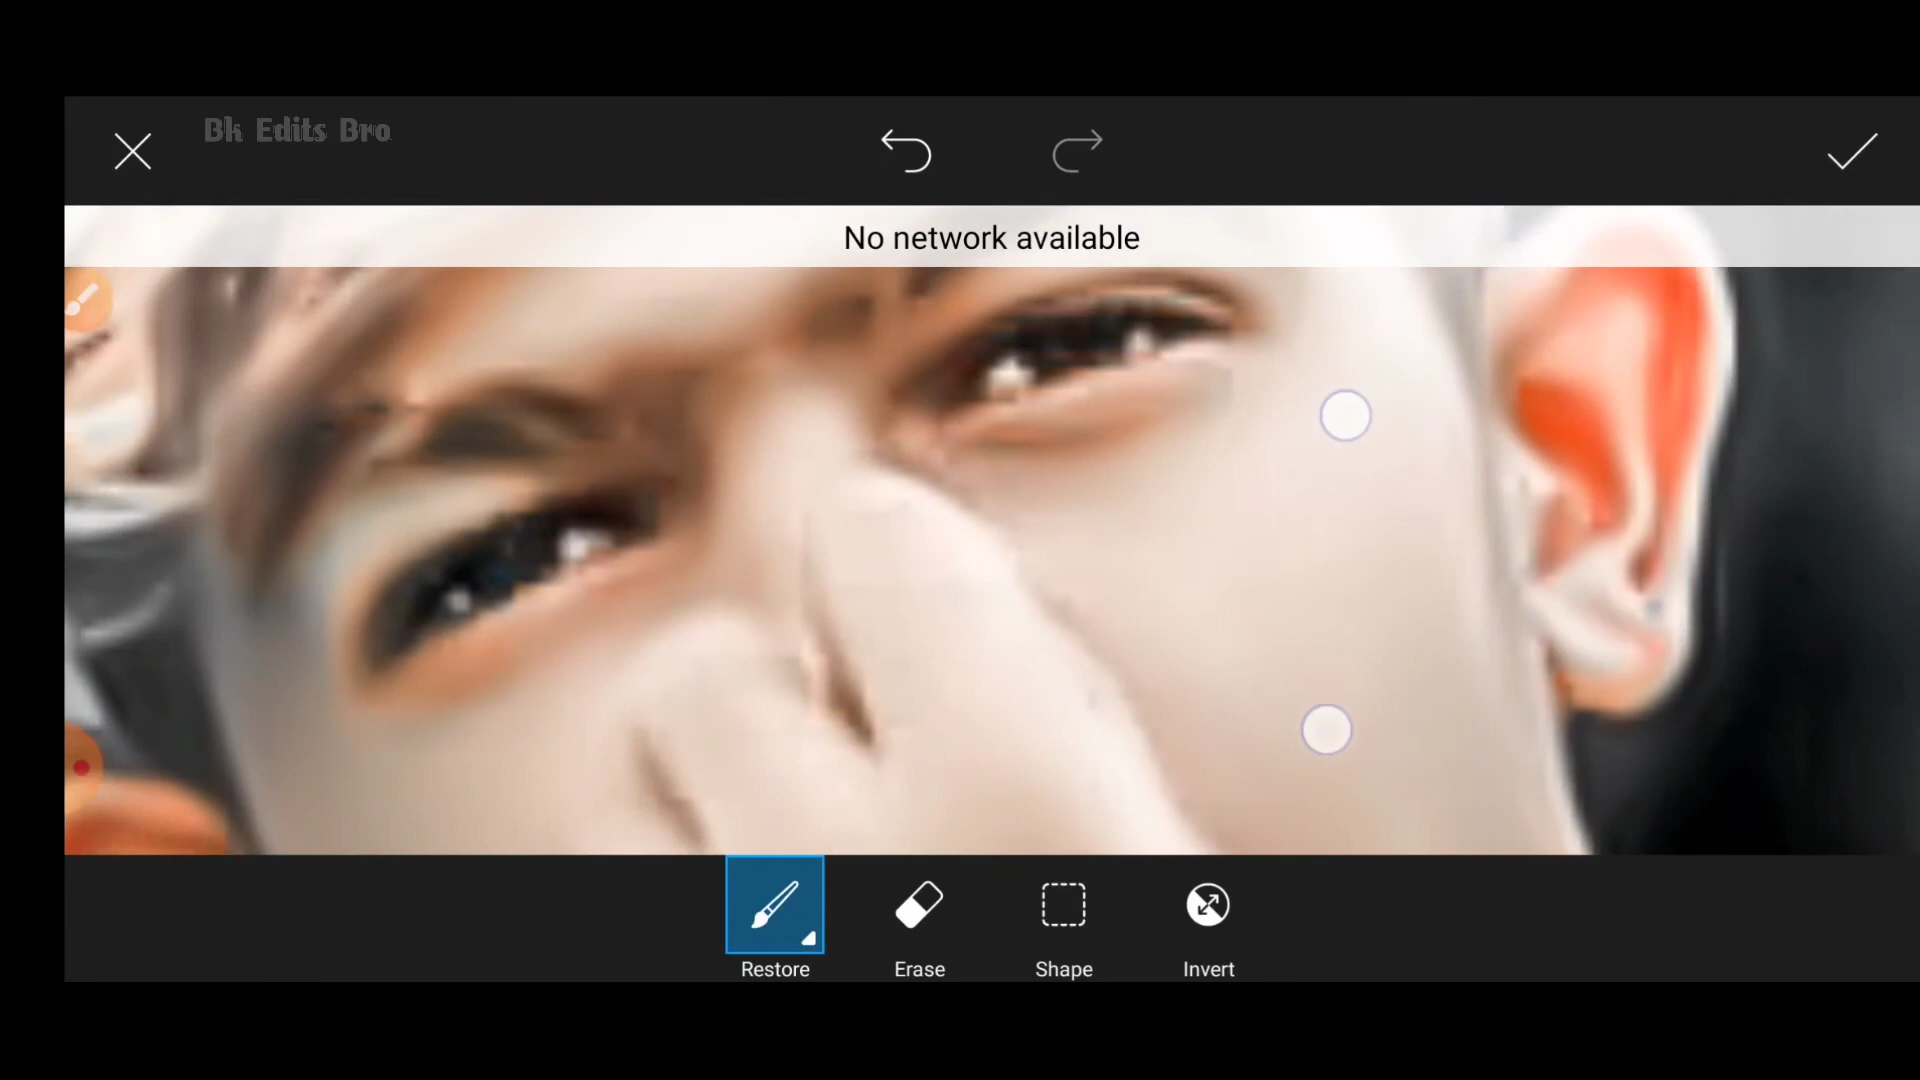 Bk Edits Bro
No network available
Restore
Erase
Shape
Invert